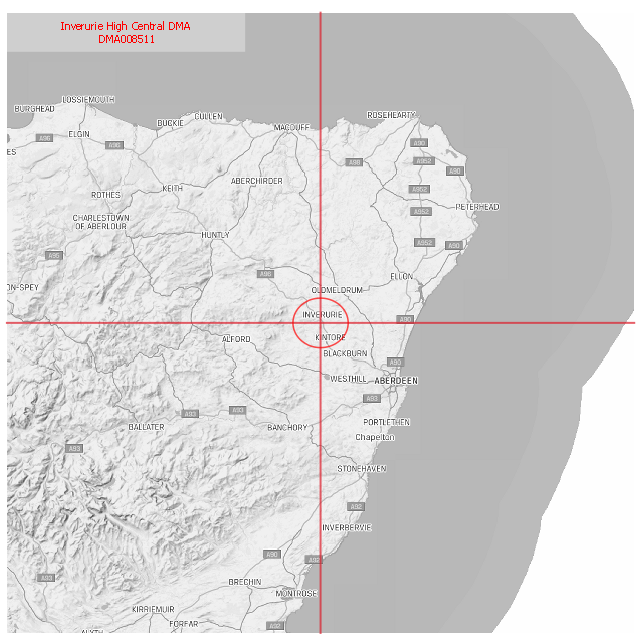 Inverurie High Central DMA
DMA008511
LOSSIEMOUTH
BURGHEAD
CULLEN
ROSEHEARTY
BUCKIE
MACDUFF
ELGIN
A96
A96
A90
ES
A98
A952
A90
ABERCHIRDER
KEITH
A952
ROTHES
PETERHEAD
A952
CHARLESTOWN
OF ABERLOUR
HUNTLY
A952
A90
A95
A96
ELLON
ON-SPEY
OLDMELDRUM
INVERURIE
A90
KINTORE
ALFORD
BLACKBURN
A90
WESTHILL
ABERDEEN
A93
A93
A93
PORTLETHEN
BALLATER
BANCHORY
Chapelton
A93
STONEHAVEN
A92
INVERBERVIE
A90
A92
A93
BRECHIN
MONTROSE
KIRRIEMUIR
FORFAR
A92
ALYTH